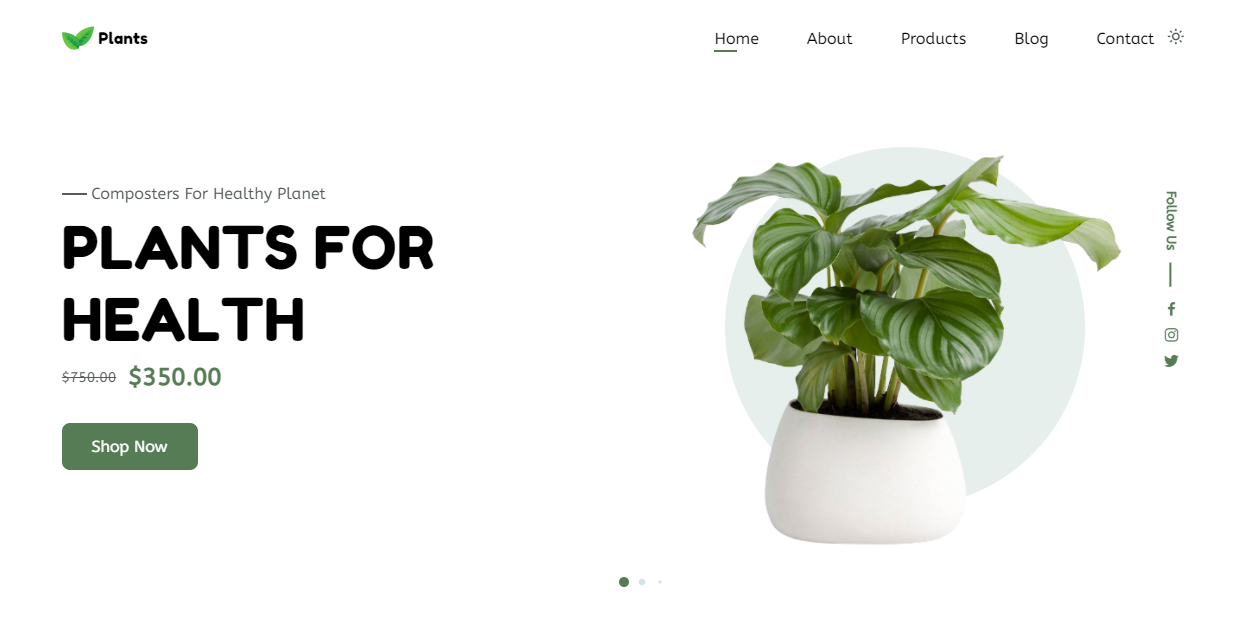 Plants
Home About Products Blog Contact
Composters For Healthy Planet
PLANTS FOR
HEALTH
$750.00 $350.00
Shop Now
Follow Us